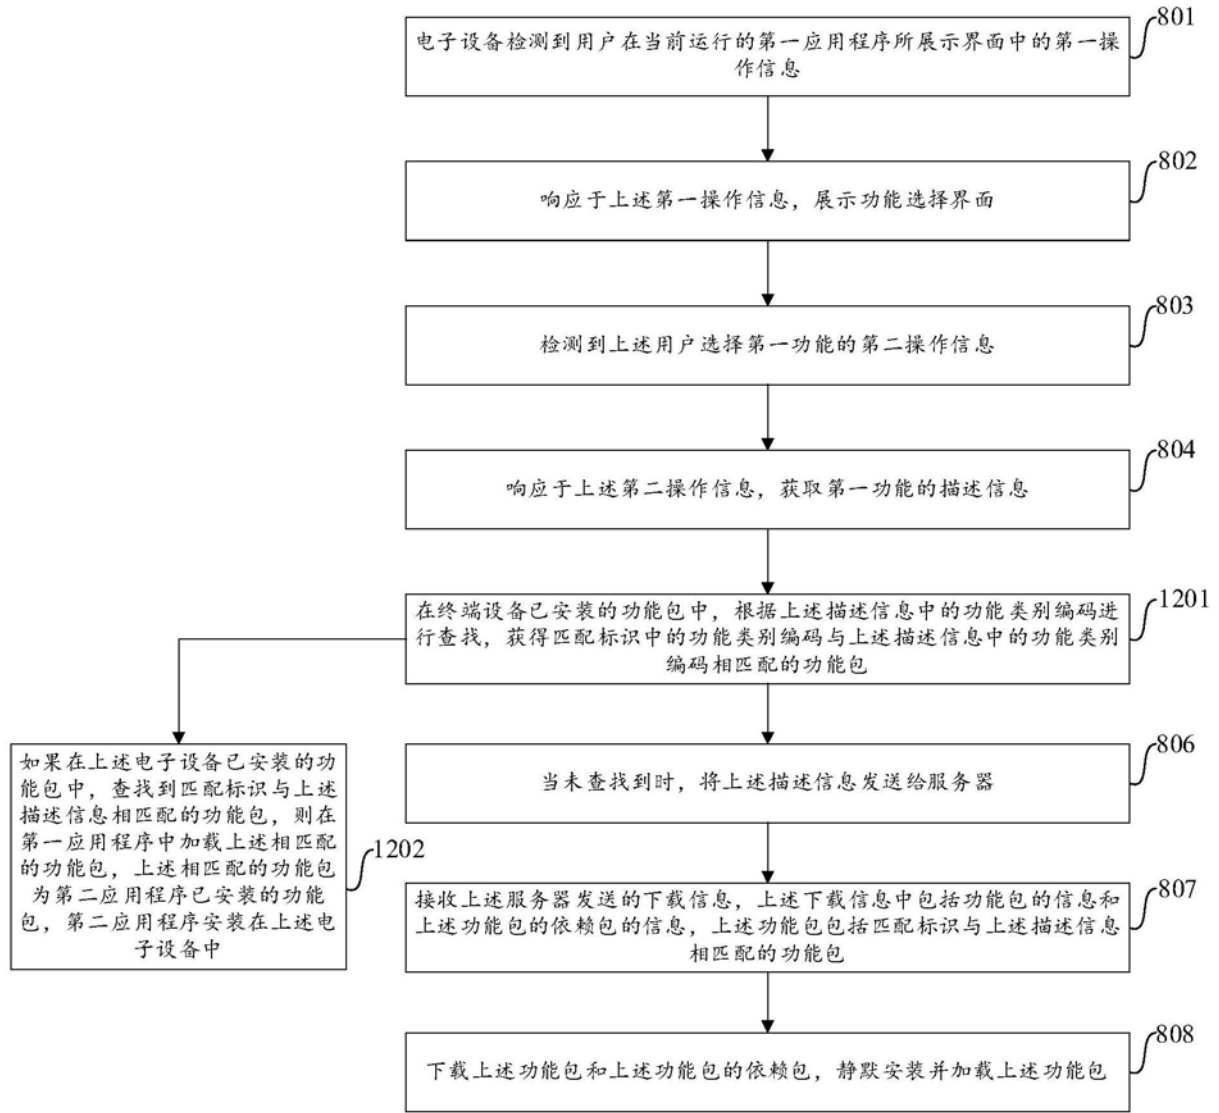 801
电子设备检测到用户在当前运行的第一应用程序所展示界面中的第一操
作信息
802
响应于上述第一操作信息，展示功能选择界面
803
检测到上述用户选择第一功能的第二操作信息
804
响应于上述第二操作信息，获取第一功能的描述信息
1201
在终端设备已安装的功能包中，根据上述描述信息中的功能类别编码进
行查找，获得匹配标识中的功能类别编码与上述描述信息中的功能类别
编码相匹配的功能包
如果在上述电子设备已安装的功
能包中，查找到匹配标识与上述
描述信息相匹配的功能包，则在
第一应用程序中加载上述相匹配
的功能包，上述相匹配的功能包
为第二应用程序已安装的功能
包，第二应用程序安装在上述电
子设备中
1202
806
当未查找到时，将上述描述信息发送给服务器
807
接收上述服务器发送的下载信息，上述下载信息中包括功能包的信息和
上述功能包的依赖包的信息，上述功能包包括匹配标识与上述描述信息
相匹配的功能包
808
下载上述功能包和上述功能包的依赖包，静默安装并加载上述功能包